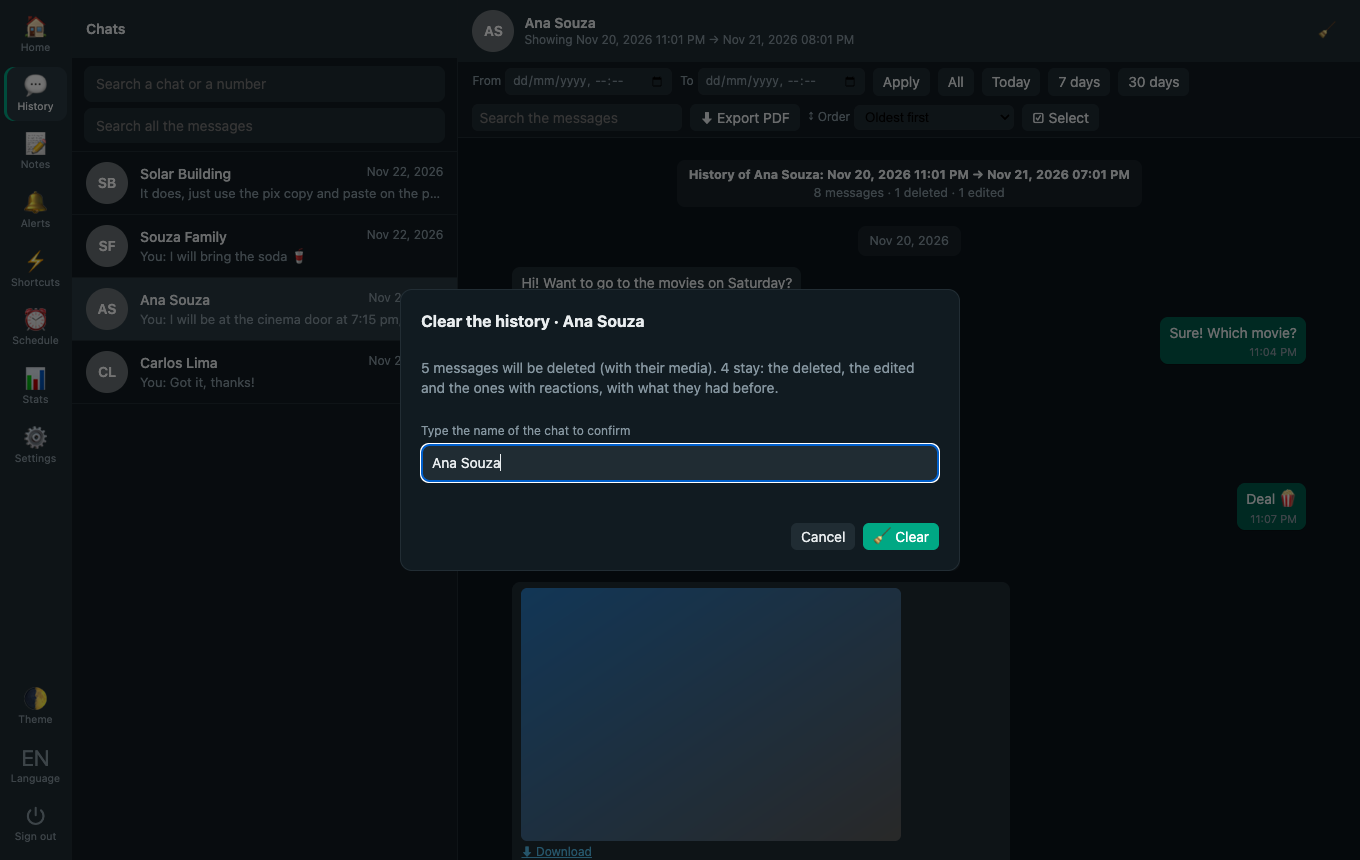 Home
History
Notes
Alerts
Shortcuts
Schedule
Stats
Settings
Theme
EN
Language
Sign out
Chats
Search a chat or a number
Search all the messages
SB
Solar Building
Nov 22, 2026
It does, just use the pix copy and paste on the p…
SF
Souza Family
Nov 22, 2026
You: I will bring the soda 🥤
AS
Ana Souza
Nov 2
You: I will be at the cinema door at 7:15 pm,
CL
Carlos Lima
Nov 2
You: Got it, thanks!
AS
Ana Souza
Showing Nov 20, 2026 11:01 PM → Nov 21, 2026 08:01 PM
From dd/mm/yyyy, --:-- To dd/mm/yyyy, --:-- Apply All Today 7 days 30 days
Search the messages ⬇ Export PDF ↕ Order Oldest first ☑ Select
History of Ana Souza: Nov 20, 2026 11:01 PM → Nov 21, 2026 07:01 PM
8 messages · 1 deleted · 1 edited
Nov 20, 2026
Hi! Want to go to the movies on Saturday?
Sure! Which movie?
11:04 PM
Clear the history · Ana Souza
5 messages will be deleted (with their media). 4 stay: the deleted, the edited
and the ones with reactions, with what they had before.
Type the name of the chat to confirm
Ana Souza
Cancel
🧹 Clear
Deal 🍿
11:07 PM
⬇ Download